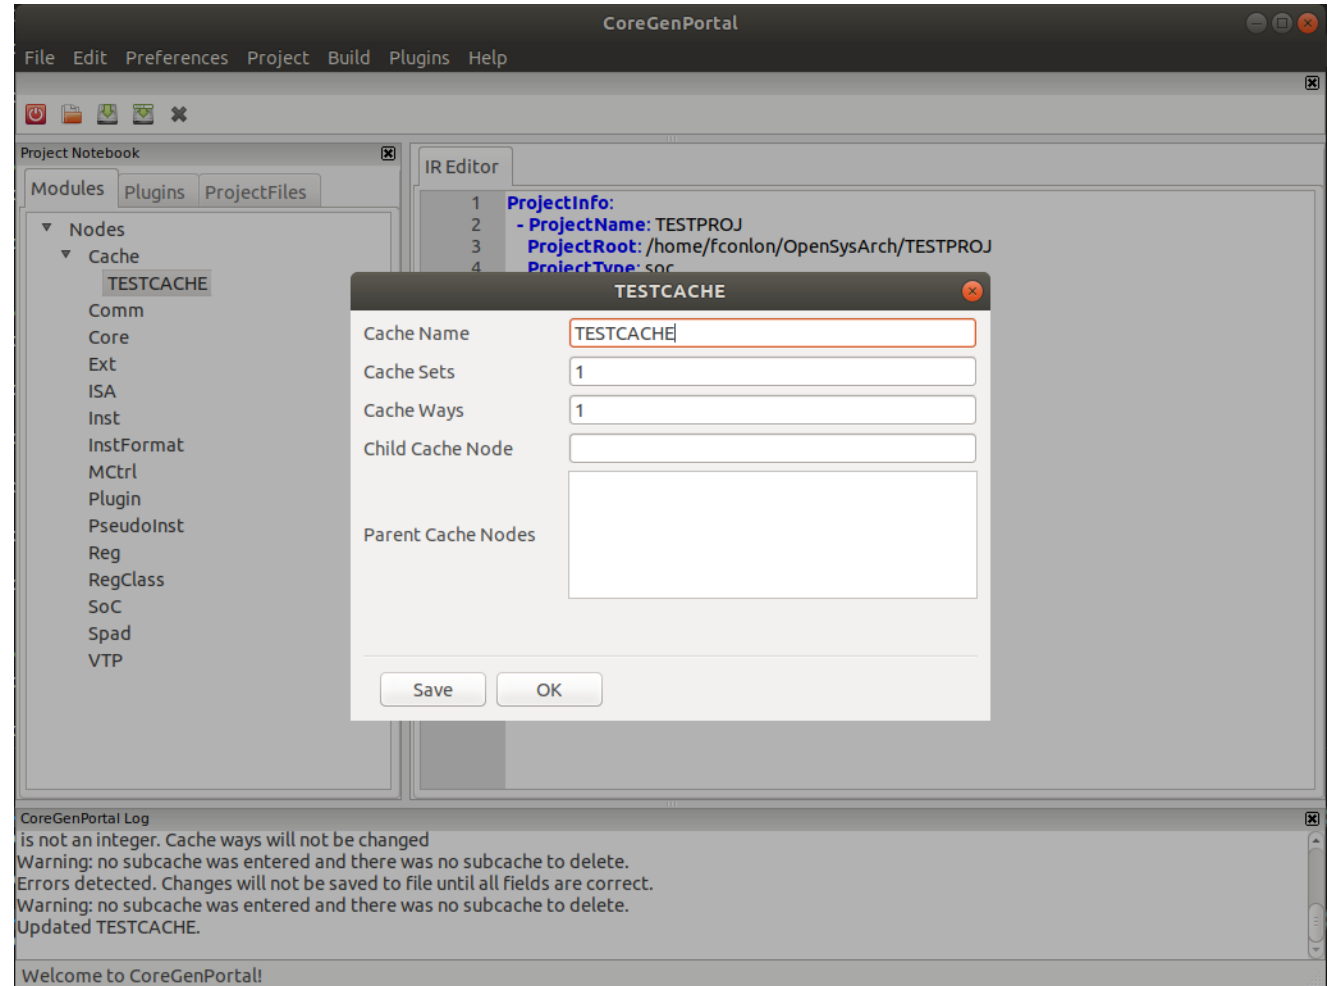 CoreGenPortal
File Edit Preferences Project Build Plugins Help
Project Notebook
Modules Plugins ProjectFiles
Nodes
Cache
TESTCACHE
Comm
Core
Ext
ISA
Inst
InstFormat
MCtrl
Plugin
PseudoInst
Reg
RegClass
SoC
Spad
VTP
IR Editor
1 ProjectInfo:
2 - ProjectName: TESTPROJ
3 ProjectRoot: /home/fconlon/OpenSysArch/TESTPROJ
4 ProjectType: soc
TESTCACHE
Cache Name TESTCACHE
Cache Sets 1
Cache Ways 1
Child Cache Node
Parent Cache Nodes
Save OK
CoreGenPortal Log
is not an integer. Cache ways will not be changed
Warning: no subcache was entered and there was no subcache to delete.
Errors detected. Changes will not be saved to file until all fields are correct.
Warning: no subcache was entered and there was no subcache to delete.
Updated TESTCACHE.
Welcome to CoreGenPortal!